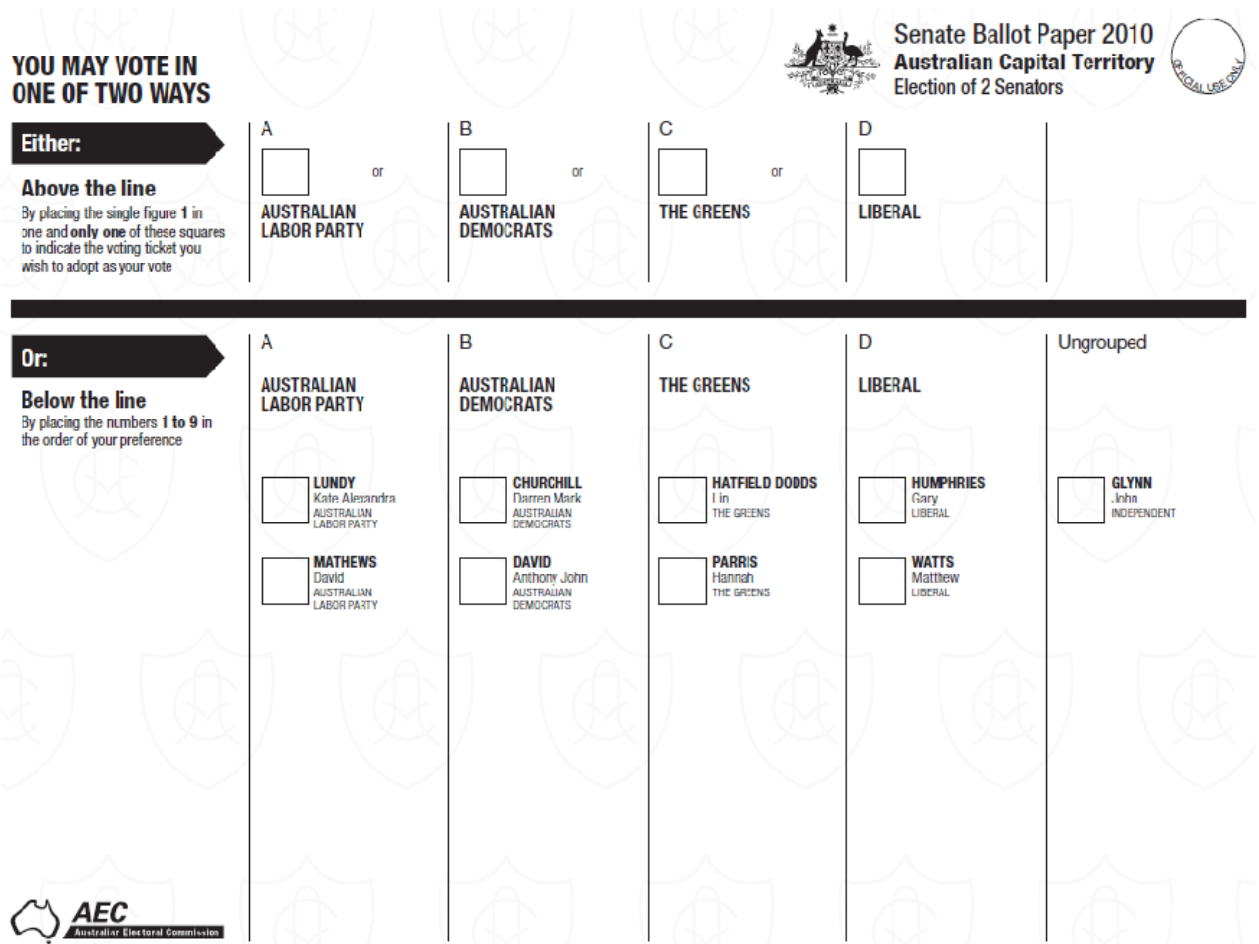 YOU MAY VOTE IN
ONE OF TWO WAYS
Senate Ballot Paper 2010
Australian Capital Territory
Election of 2 Senators
OFFICIAL USE ONLY
Either:
Above the line
By placing the single figure 1 in
one and only one of these squares
to indicate the voting ticket you
wish to adopt as your vote
A
or
AUSTRALIAN
LABOR PARTY
B
or
AUSTRALIAN
DEMOCRATS
C
or
THE GREENS
D
LIBERAL
Or:
Below the line
By placing the numbers 1 to 9 in
the order of your preference
A
AUSTRALIAN
LABOR PARTY
LUNDY
Kate Alexandra
AUSTRALIAN
LABOR PARTY
MATHEWS
David
AUSTRALIAN
LABOR PARTY
B
AUSTRALIAN
DEMOCRATS
CHURCHILL
Darren Mark
AUSTRALIAN
DEMOCRATS
DAVID
Anthony John
AUSTRALIAN
DEMOCRATS
C
THE GREENS
HATFIELD DODDS
Lin
THE GREENS
PARRIS
Hannah
THE GREENS
D
LIBERAL
HUMPHRIES
Gary
LIBERAL
WATTS
Matthew
LIBERAL
Ungrouped
GLYNN
John
INDEPENDENT
AEC
Australian Electoral Commission